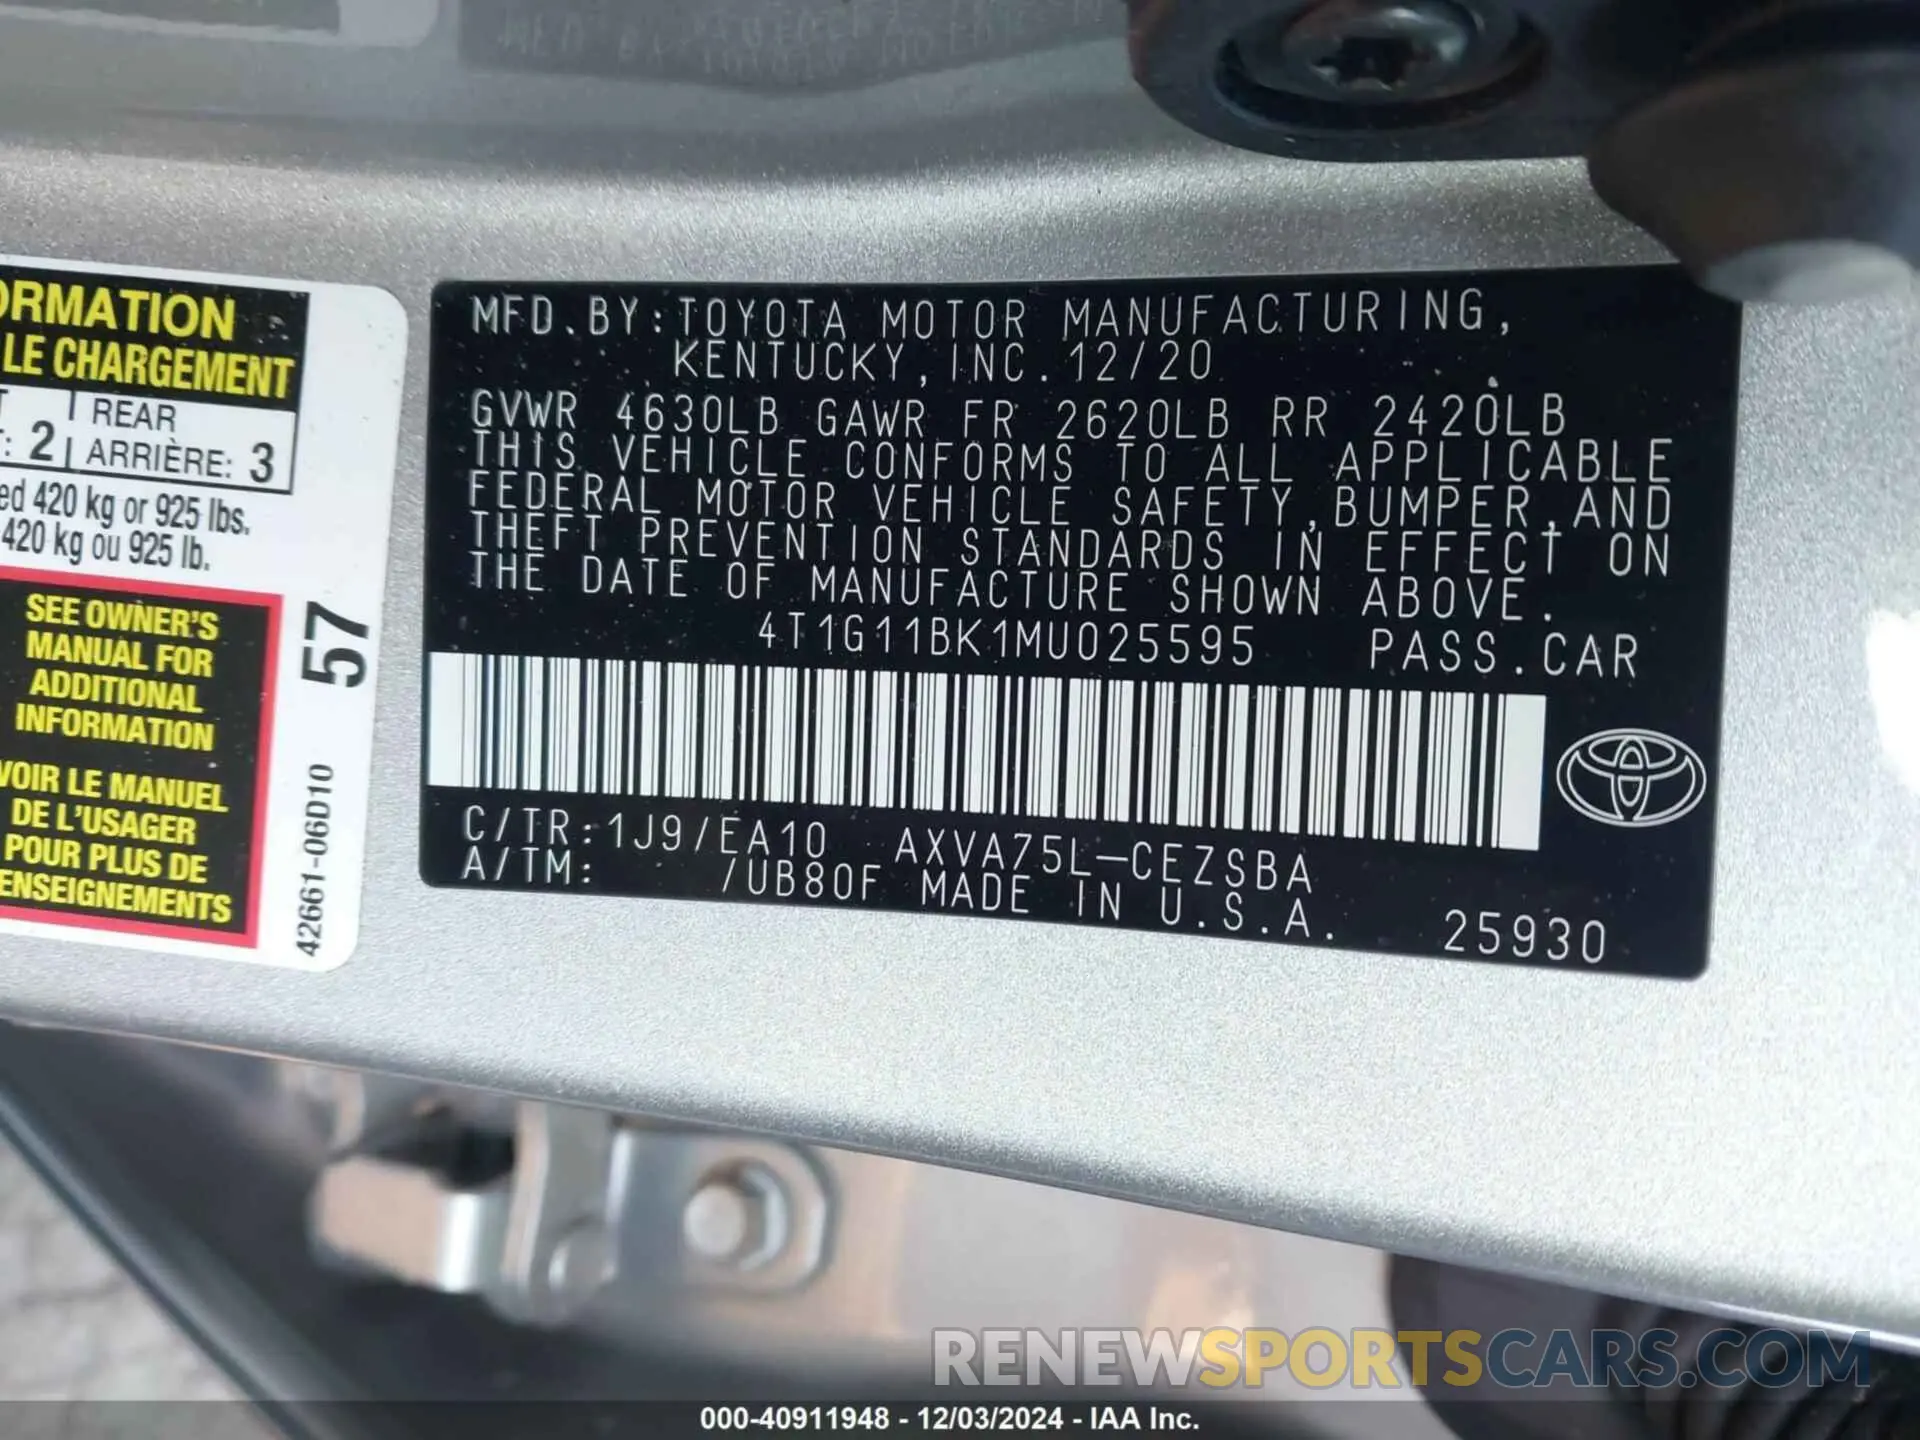 ORMATION
LE CHARGEMENT
REAR
2 ARRIÈRE: 3
ed 420 kg or 925 lbs.
420 kg ou 925 lb.
SEE OWNER'S
MANUAL FOR
ADDITIONAL
INFORMATION
VOIR LE MANUEL
DE L'USAGER
POUR PLUS DE
ENSEIGNEMENTS
57
42661-06D10
MFD.BY:TOYOTA MOTOR MANUFACTURING,
KENTUCKY,INC.12/20
GVWR 4630LB GAWR FR 2620LB RR 2420LB
THIS VEHICLE CONFORMS TO ALL APPLICABLE
FEDERAL MOTOR VEHICLE SAFETY,BUMPER,AND
THEFT PREVENTION STANDARDS IN EFFECT ON
THE DATE OF MANUFACTURE SHOWN ABOVE.
4T1G11BK1MU025595 PASS.CAR
C/TR:1J9/EA10 AXVA75L-CEZSBA
A/TM: /UB80F MADE IN U.S.A.
25930
RENEWSPORTSCARS.COM
000-40911948 - 12/03/2024 - IAA Inc.